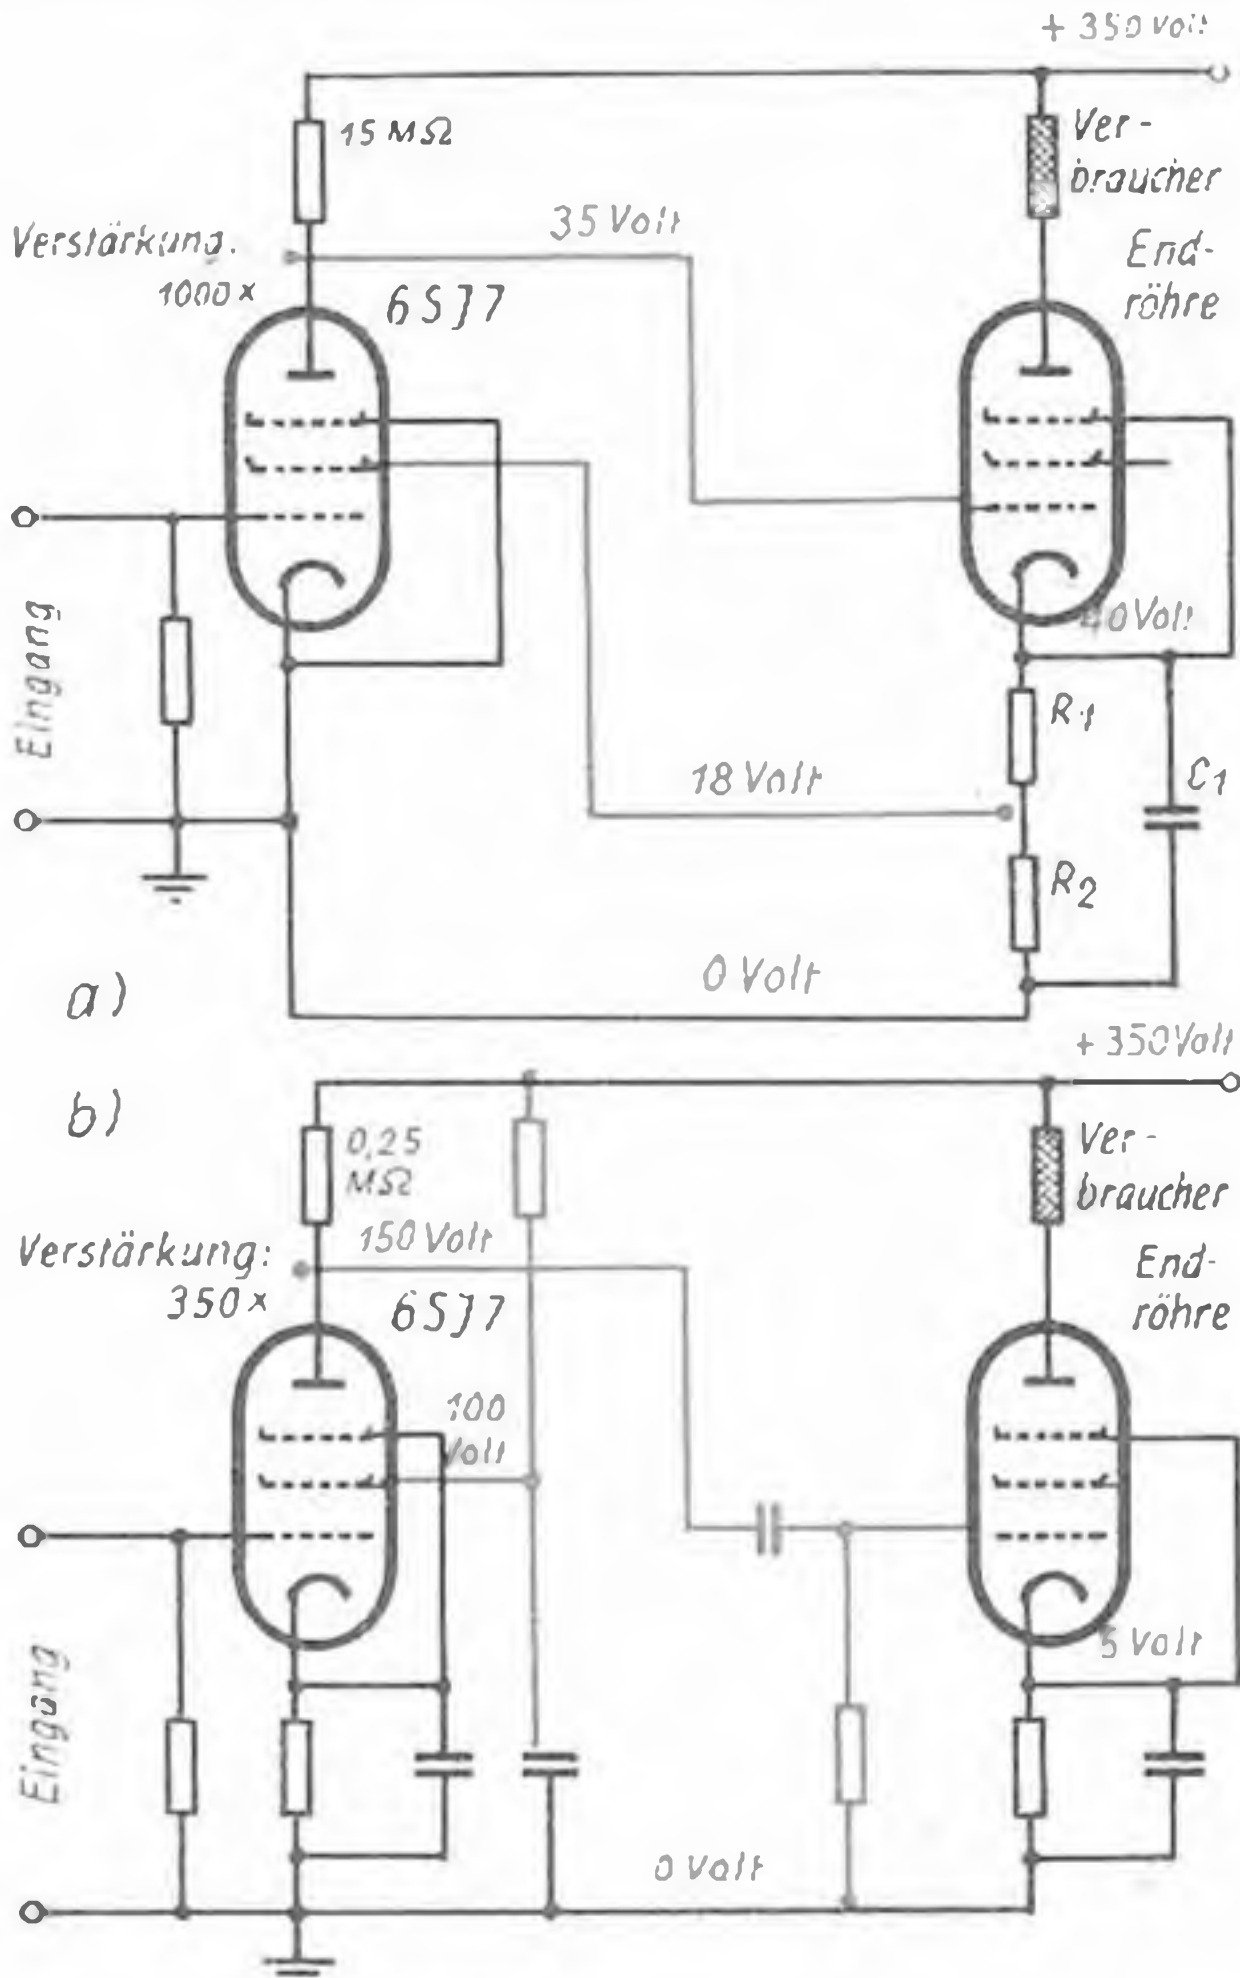 + 350 Volt
15 MΩ
Ver-
braucher
35 Volt
Verstärkung:
1000 x
6SJ7
End-
röhre
Eingang
40 Volt
R1
18 Volt
C1
R2
0 Volt
a)
+ 350 Volt
b)
0,25
MΩ
Ver-
braucher
150 Volt
Verstärkung:
350 x
6SJ7
End-
röhre
100
Volt
5 Volt
Eingang
0 Volt